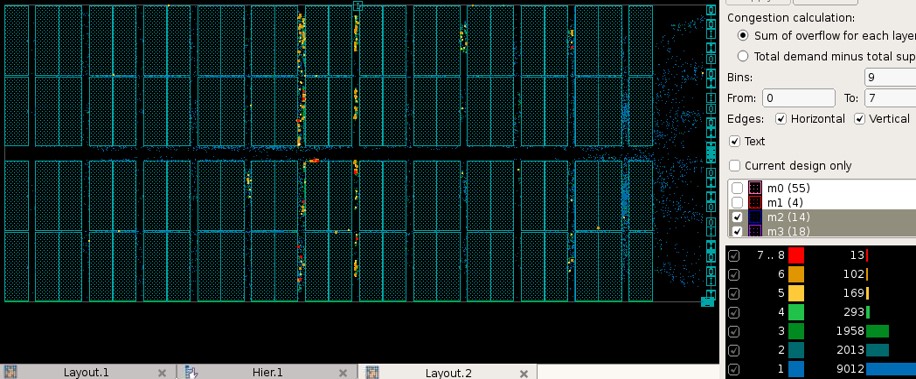 Congestion calculation:
Sum of overflow for each
Total demand minus total
Bins: 9
From: 0 To: 7
Edges: Horizontal Vertical
Text
Current design only
m0 (55)
m1 (4)
m2 (14)
m3 (18)
7 .. 8 13
6 102
5 169
4 293
3 1958
2 2013
1 9012
Layout.1 Hier.1 Layout.2